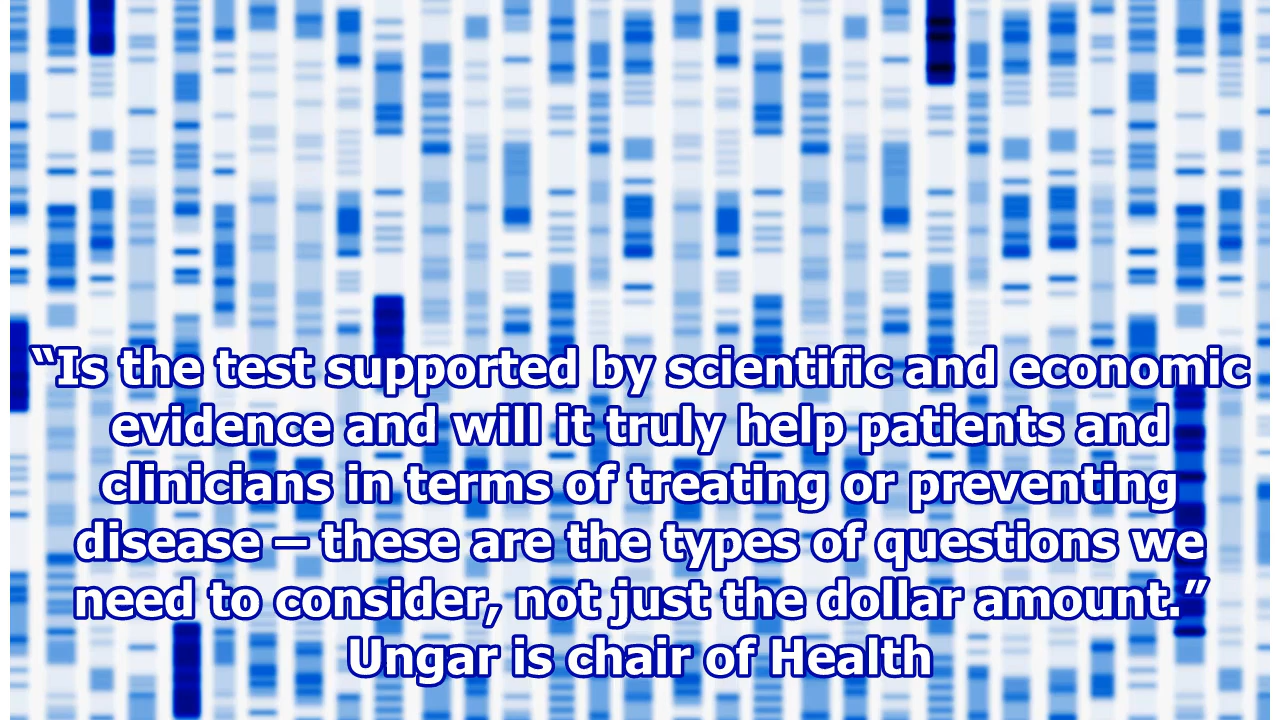 “Is the test supported by scientific and economic
evidence and will it truly help patients and
clinicians in terms of treating or preventing
disease – these are the types of questions we
need to consider, not just the dollar amount.”
Ungar is chair of Health